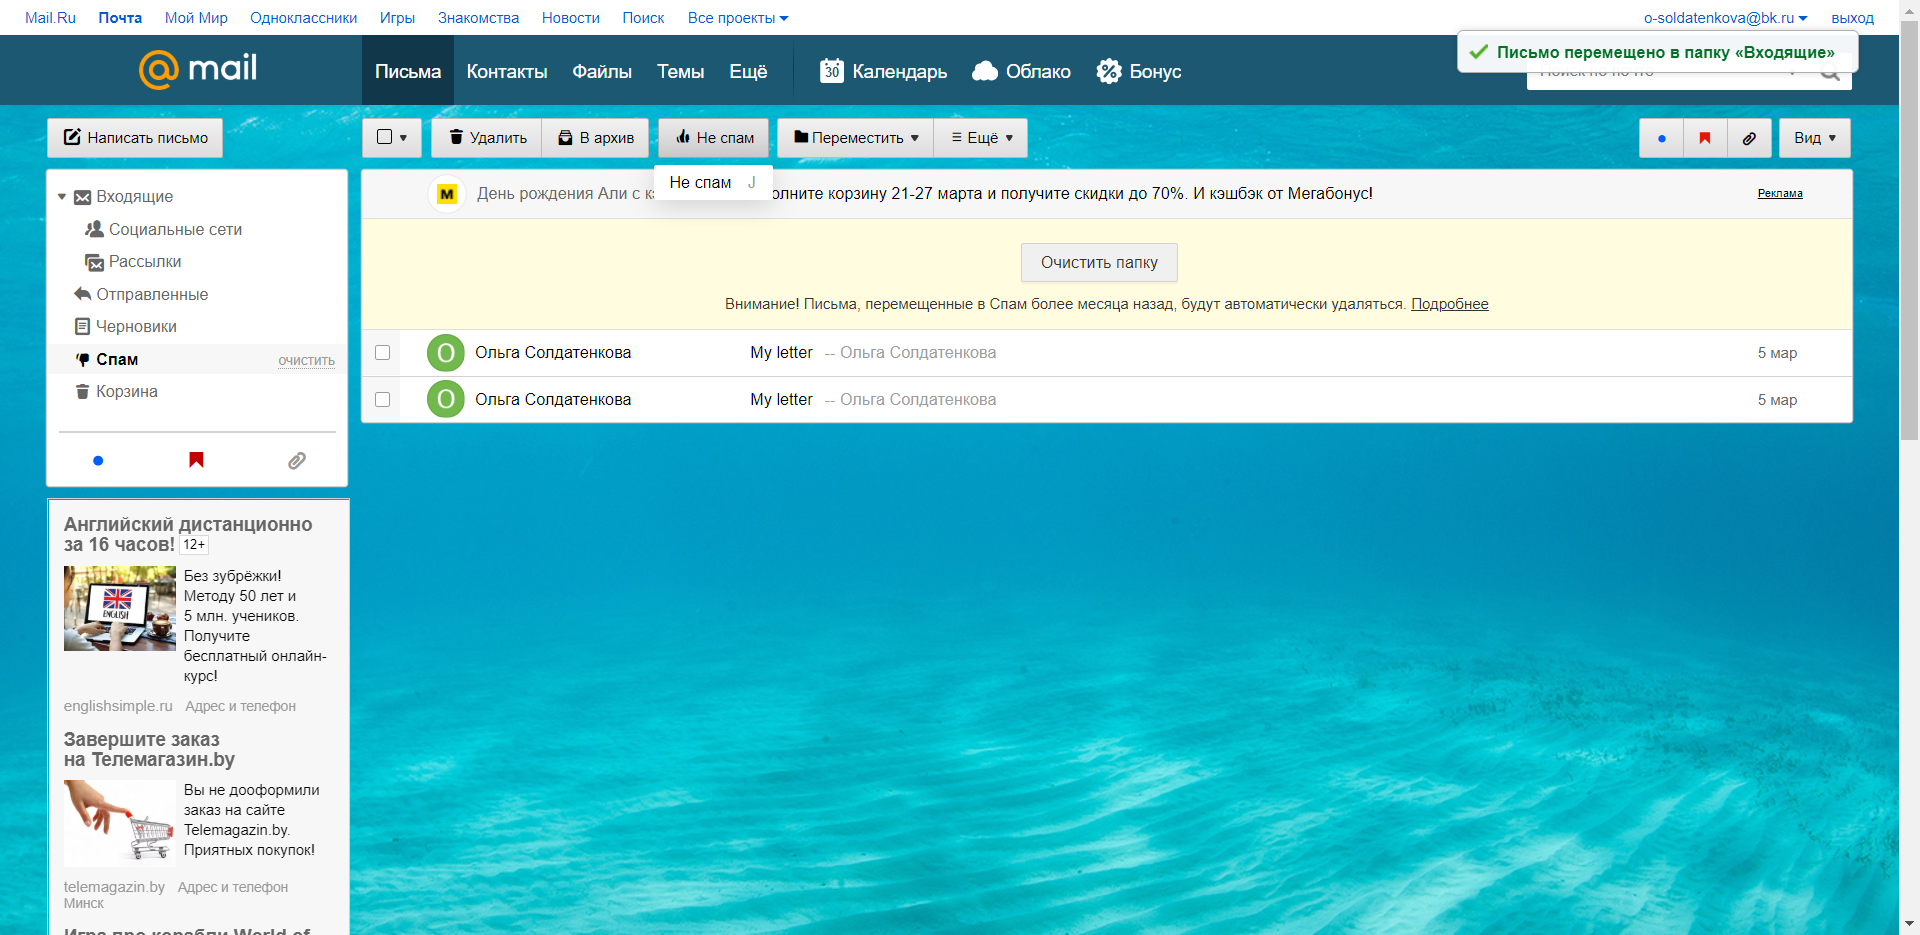 Mail.Ru Почта Мой Мир Одноклассники Игры Знакомства Новости Поиск Все проекты o-soldatenkova@bk.ru выход
Письмо перемещено в папку «Входящие»
@mail Письма Контакты Файлы Темы Ещё 30 Календарь Облако Бонус
Написать письмо Удалить В архив Не спам Переместить Ещё Вид
Не спам J
День рождения Али с олните корзину 21-27 марта и получите скидки до 70%. И кэшбэк от Мегабонус! Реклама
Очистить папку
Внимание! Письма, перемещенные в Спам более месяца назад, будут автоматически удаляться. Подробнее
О Ольга Солдатенкова My letter -- Ольга Солдатенкова 5 мар
О Ольга Солдатенкова My letter -- Ольга Солдатенкова 5 мар
Входящие
Социальные сети
Рассылки
Отправленные
Черновики
Спам очистить
Корзина
Английский дистанционно
за 16 часов! 12+
ENGLISH
Без зубрёжки!
Методу 50 лет и
5 млн. учеников.
Получите
бесплатный онлайн-
курс!
englishsimple.ru Адрес и телефон
Завершите заказ
на Телемагазин.by
Вы не дооформили
заказ на сайте
Telemagazin.by.
Приятных покупок!
telemagazin.by Адрес и телефон
Минск
Игра про корабли World of